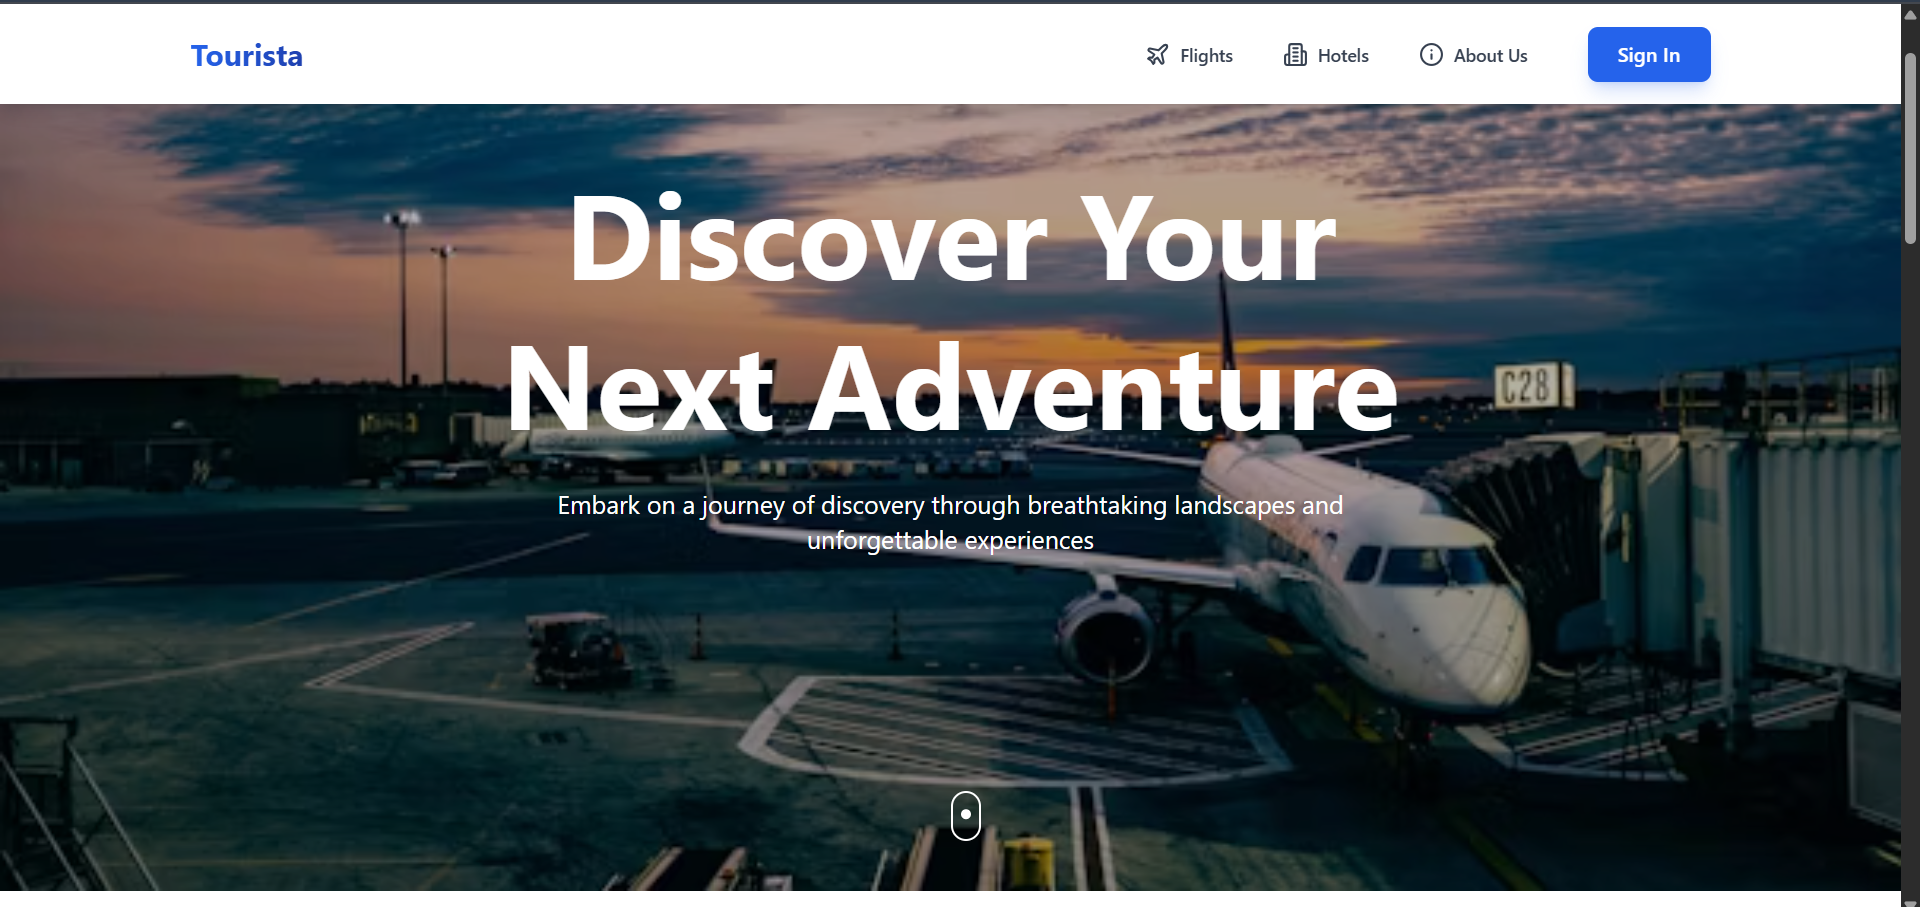 Tourista
Flights
Hotels
About Us
Sign In
Discover Your
Next Adventure
C28
Embark on a journey of discovery through breathtaking landscapes and
unforgettable experiences